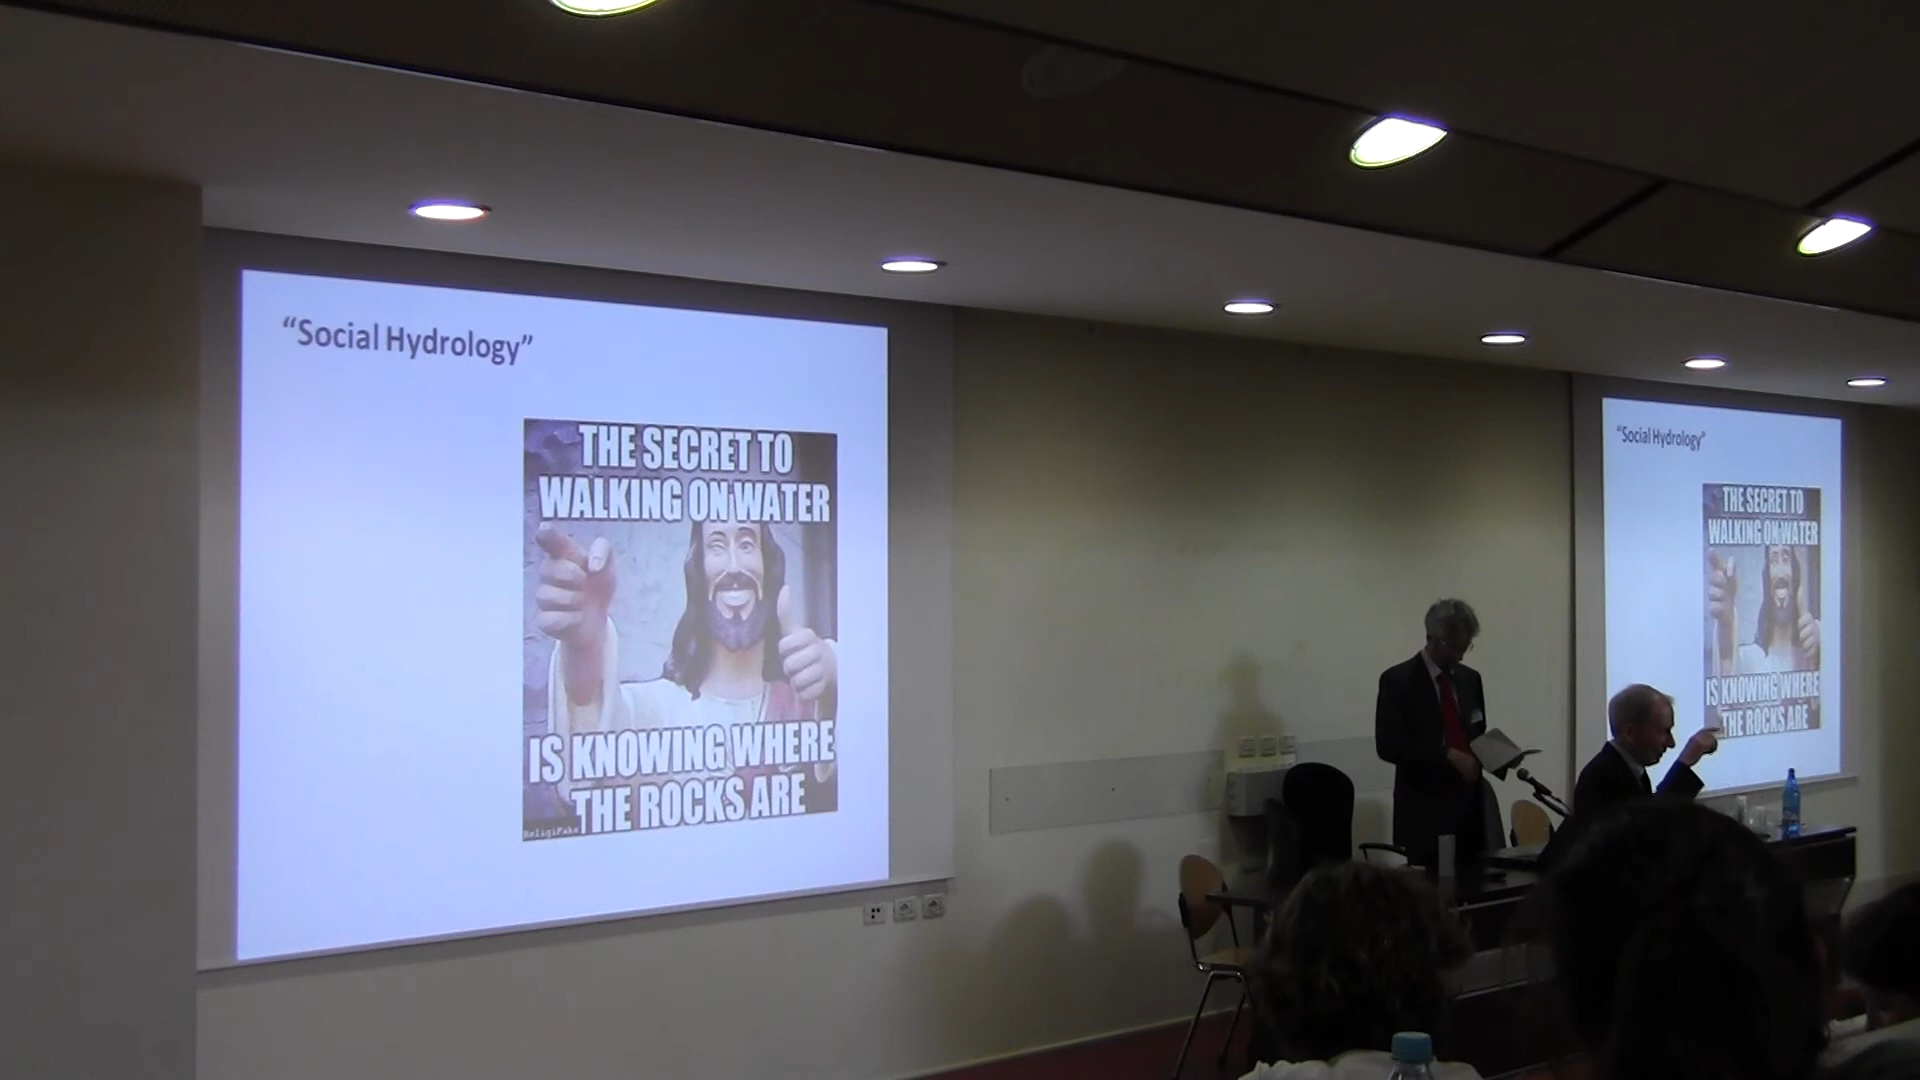 “Social Hydrology”
THE SECRET TO
WALKING ON WATER
IS KNOWING WHERE
THE ROCKS ARE
“Social Hydrology”
THE SECRET TO
WALKING ON WATER
IS KNOWING WHERE
THE ROCKS ARE